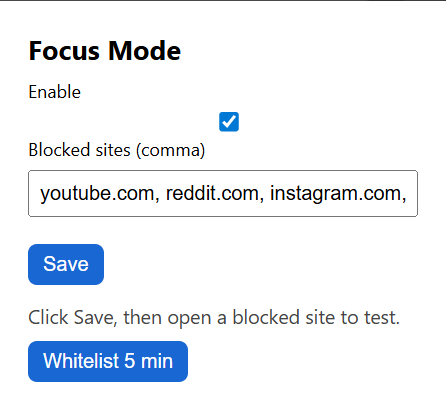 Focus Mode
Enable
Blocked sites (comma)
youtube.com, reddit.com, instagram.com,
Save
Click Save, then open a blocked site to test.
Whitelist 5 min